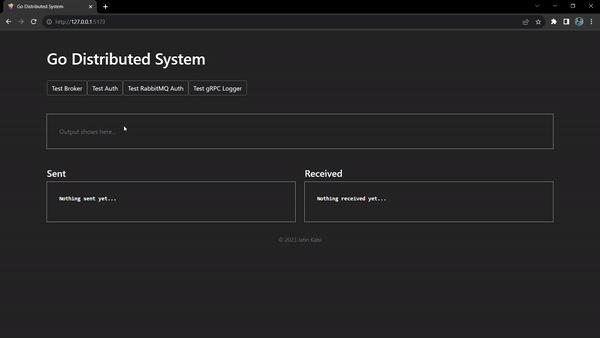 Go Distributed System
http://127.0.0.1:5173
Go Distributed System
Test Broker Test Auth Test RabbitMQ Auth Test gRPC Logger
Output shows here...
Sent Received
Nothing sent yet... Nothing received yet...
© 2023 Jatin Kalsi